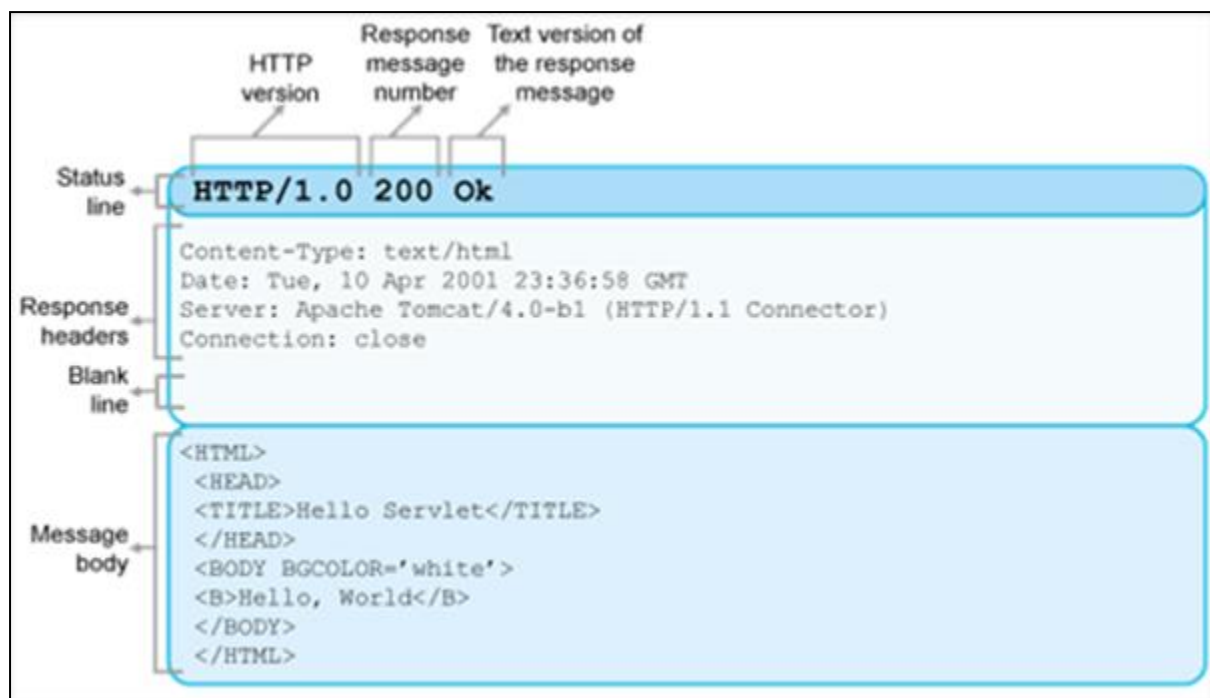 HTTP
version
Response
message
number
Text version of
the response
message
Status
line
HTTP/1.0 200 Ok
Response
headers
Content-Type: text/html
Date: Tue, 10 Apr 2001 23:36:58 GMT
Server: Apache Tomcat/4.0-b1 (HTTP/1.1 Connector)
Connection: close
Blank
line
Message
body
<HTML>
<HEAD>
<TITLE>Hello Servlet</TITLE>
</HEAD>
<BODY BGCOLOR=’white’>
<B>Hello, World</B>
</BODY>
</HTML>